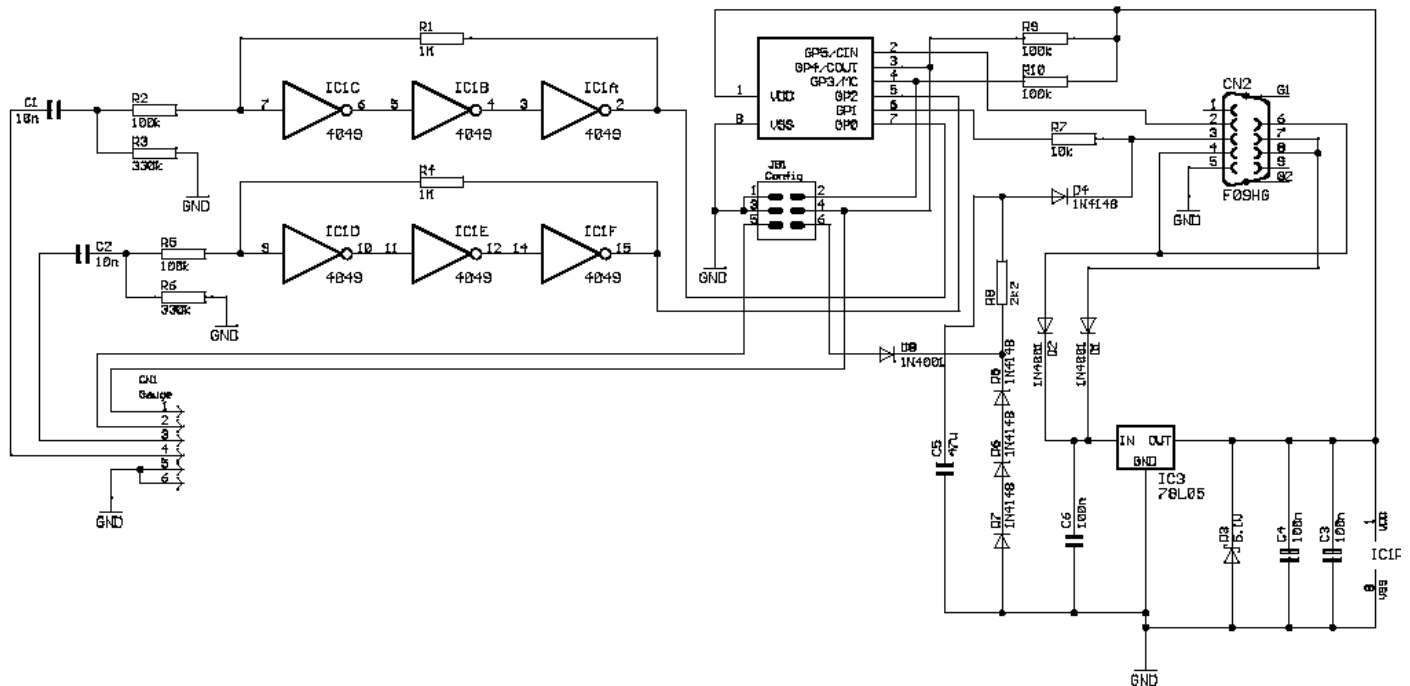 R1
1K
R9
100k
R10
100k
GP5/CIN 2
GP4/COUT 3
GP3/MC 4
GP2 5
GP1 6
GP0 7
1 VDD
8 VSS
CN2
G1
1
2
3
4
5
6
7
8
9
G2
F09HG
C1
10n
R2
100k
R3
330k
GND
7 IC1C 6
4049
5 IC1B 4
4049
3 IC1A 2
4049
R7
10k
JB1
Config
1 2
3 4
5 6
GND
D4
1N4148
GND
R4
1K
C2
10n
R5
100k
R6
330k
GND
9 IC1D 10
4049
11 IC1E 12
4049
14 IC1F 15
4049
R8
2k2
D8
1N4001
D2
1N4001
D1
1N4001
CN1
Gauge
1
2
3
4
5
6
GND
1N4148
D6
1N4148
D7
1N4148
C5
47u
C6
100n
IN OUT
GND
IC3
78L05
D3
5.1V
C4
100n
C3
100n
1 VDD
IC1P
8 VSS
GND